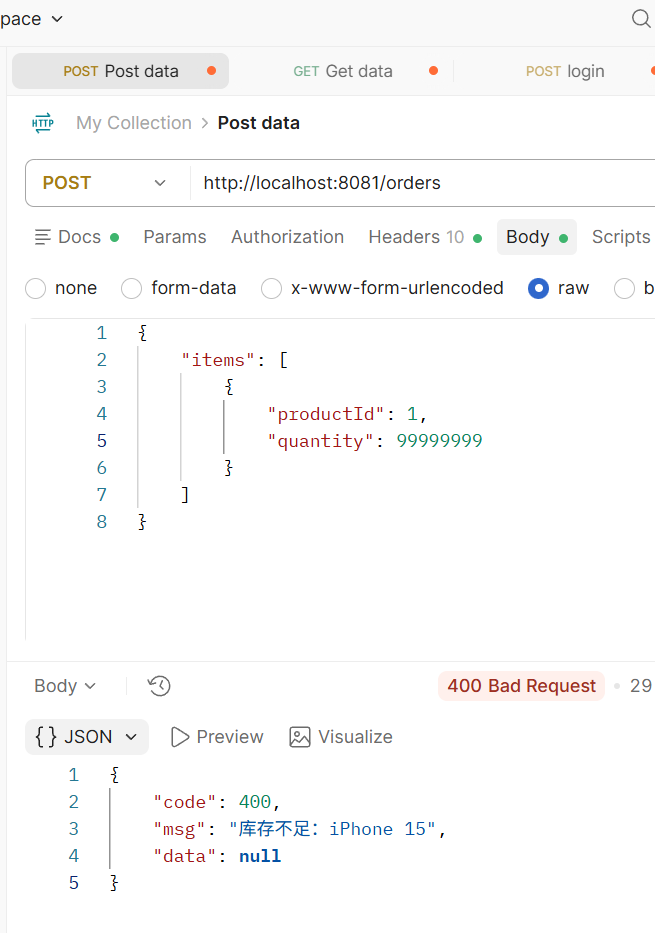 pace
POST Post data GET Get data POST login
HTTP My Collection > Post data
POST http://localhost:8081/orders
Docs Params Authorization Headers 10 Body Scripts
none form-data x-www-form-urlencoded raw b
1 {
2 "items": [
3 {
4 "productId": 1,
5 "quantity": 99999999
6 }
7 ]
8 }
Body 400 Bad Request 29
{} JSON Preview Visualize
1 {
2 "code": 400,
3 "msg": "库存不足：iPhone 15",
4 "data": null
5 }